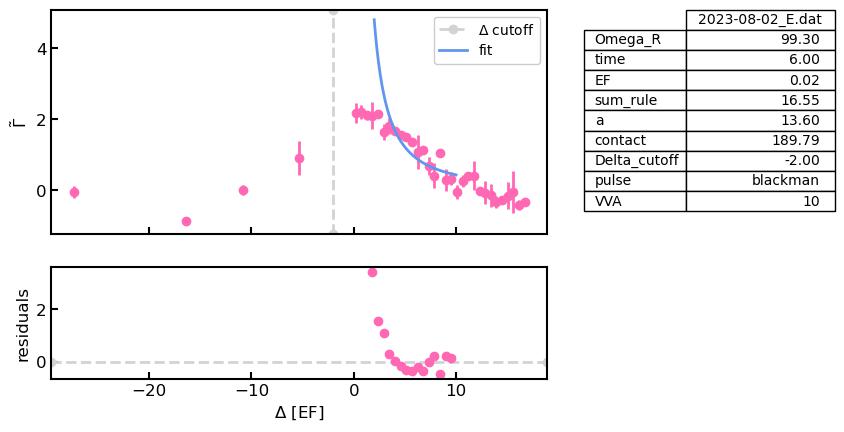 4
2
0
Γ̃
Δ cutoff
fit
2
0
residuals
−20
−10
0
10
Δ [EF]
2023-08-02_E.dat
Omega_R 99.30
time 6.00
EF 0.02
sum_rule 16.55
a 13.60
contact 189.79
Delta_cutoff -2.00
pulse blackman
VVA 10